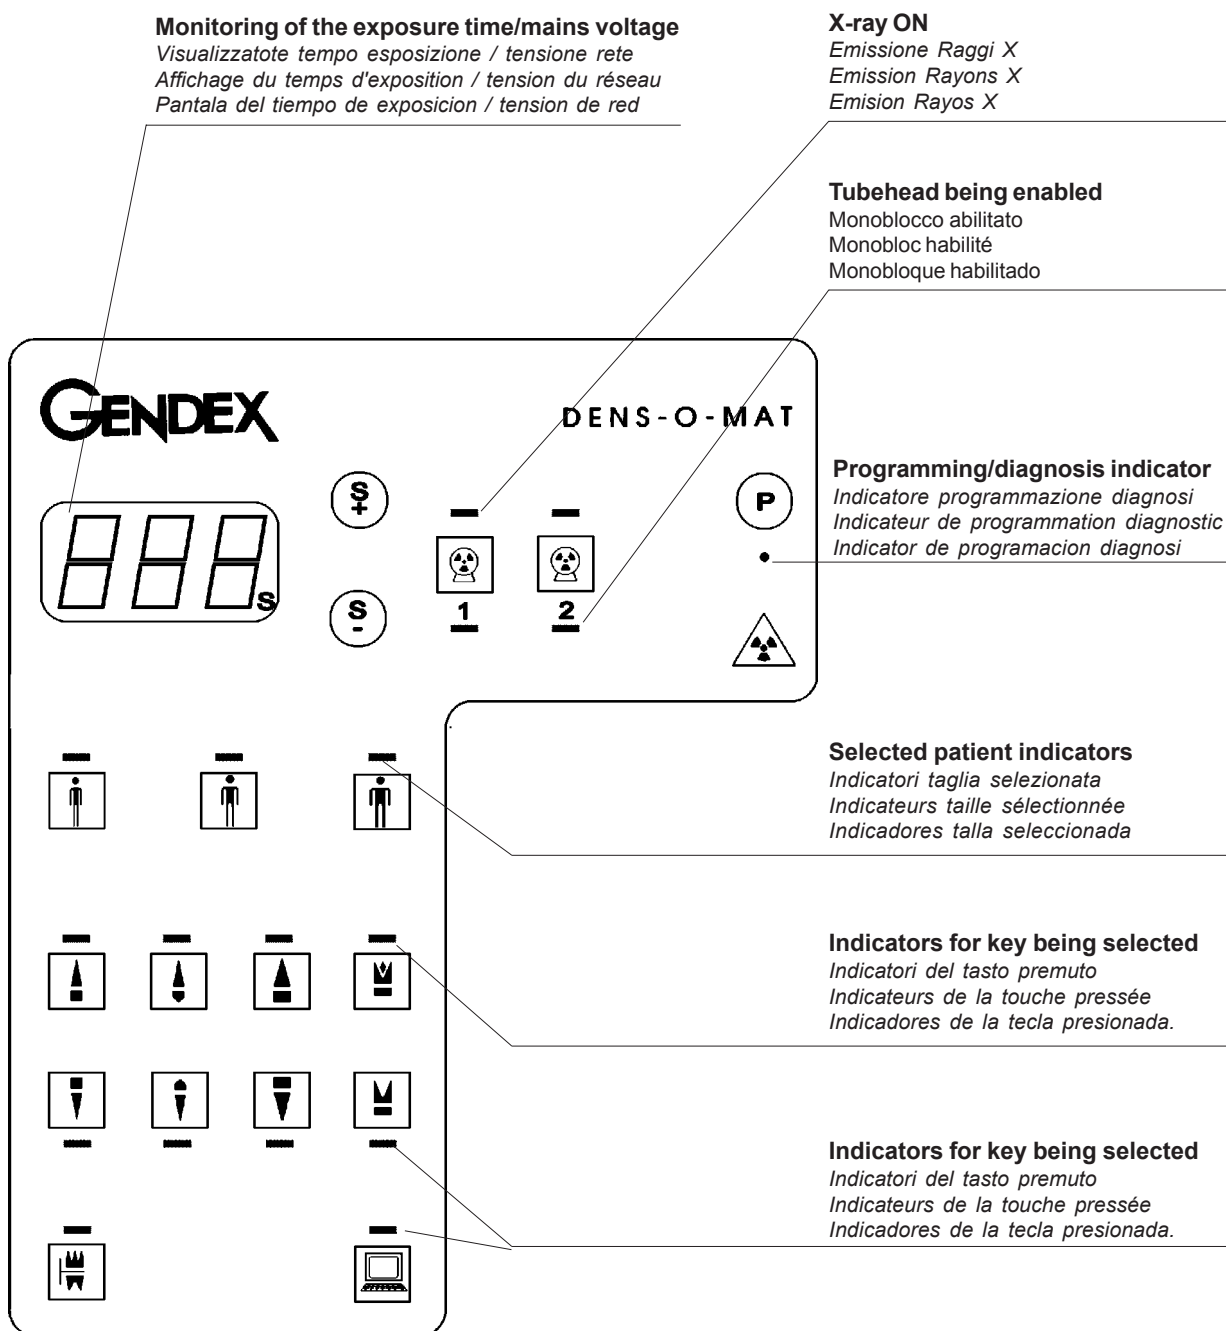 Monitoring of the exposure time/mains voltage
Visualizzatote tempo esposizione / tensione rete
Affichage du temps d'exposition / tension du réseau
Pantala del tiempo de exposicion / tension de red
X-ray ON
Emissione Raggi X
Emission Rayons X
Emision Rayos X
Tubehead being enabled
Monoblocco abilitato
Monobloc habilité
Monobloque habilitado
GENDEX
DENS-O-MAT
S
+
P
S
S
-
1
2
Programming/diagnosis indicator
Indicatore programmazione diagnosi
Indicateur de programmation diagnostic
Indicator de programacion diagnosi
Selected patient indicators
Indicatori taglia selezionata
Indicateurs taille sélectionnée
Indicadores talla seleccionada
Indicators for key being selected
Indicatori del tasto premuto
Indicateurs de la touche pressée
Indicadores de la tecla presionada.
Indicators for key being selected
Indicatori del tasto premuto
Indicateurs de la touche pressée
Indicadores de la tecla presionada.